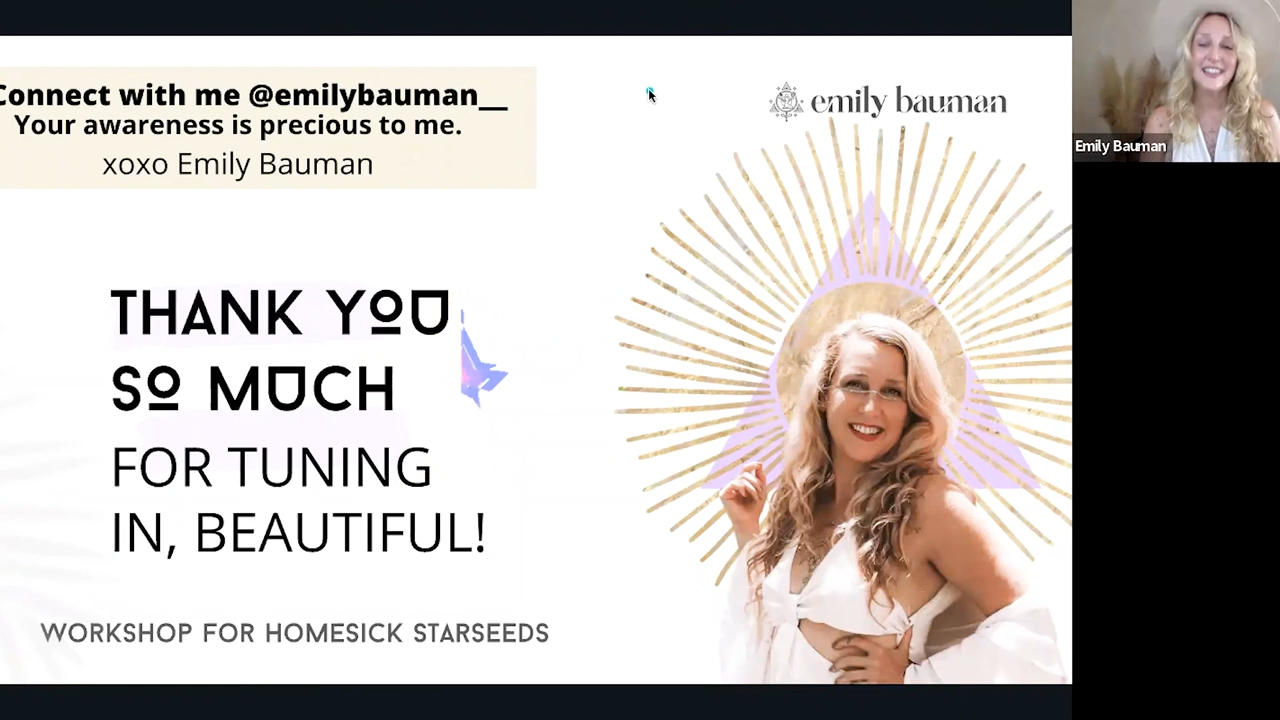 Connect with me @emilybauman__
Your awareness is precious to me.
xoxo Emily Bauman
emily bauman
Emily Bauman
THANK YOU
SO MUCH
FOR TUNING
IN, BEAUTIFUL!
WORKSHOP FOR HOMESICK STARSEEDS